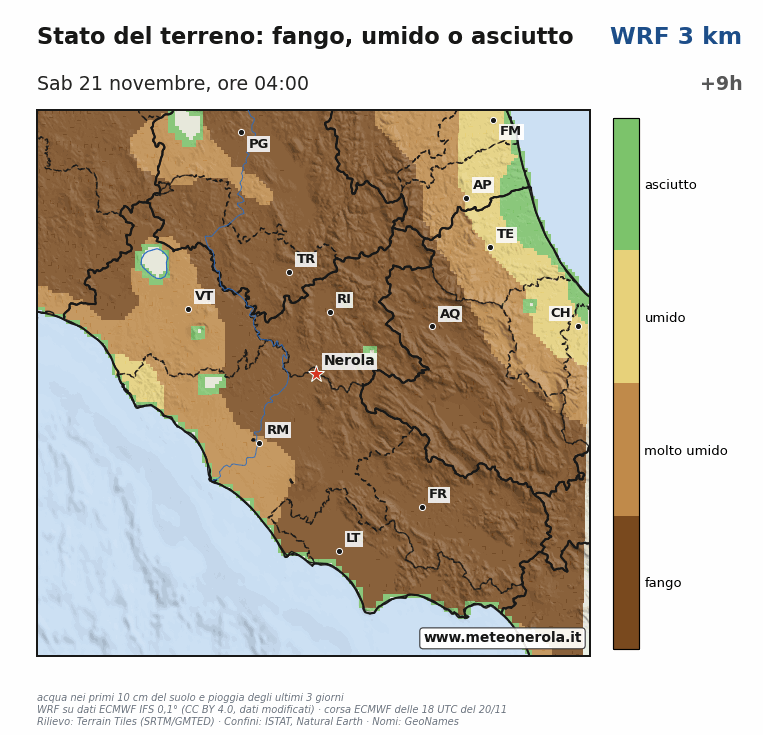 Stato del terreno: fango, umido o asciutto
WRF 3 km
Sab 21 novembre, ore 04:00
+9h
FM
PG
AP
TE
TR
VT
RI
AQ
CH
Nerola
RM
FR
LT
www.meteonerola.it
asciutto
umido
molto umido
fango
acqua nei primi 10 cm del suolo e pioggia degli ultimi 3 giorni
WRF su dati ECMWF IFS 0,1° (CC BY 4.0, dati modificati) · corsa ECMWF delle 18 UTC del 20/11
Rilievo: Terrain Tiles (SRTM/GMTED) · Confini: ISTAT, Natural Earth · Nomi: GeoNames